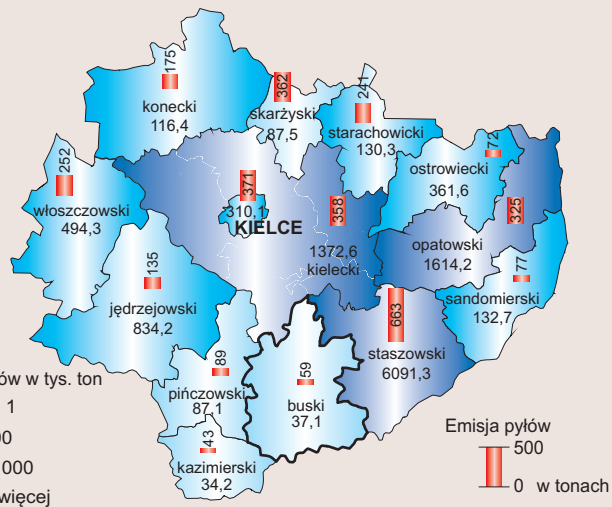 175
konecki
116,4
362
skarżyski
87,5
241
starachowicki
130,3
72
ostrowiecki
361,6
252
włoszczowski
494,3
371
310,1
KIELCE
358
1372,6
kielecki
325
opatowski
1614,2
77
sandomierski
132,7
135
jędrzejowski
834,2
663
staszowski
6091,3
89
pińczowski
87,1
59
buski
37,1
43
kazimierski
34,2
ów w tys. ton
1
000
więcej
Emisja pyłów
500
0 w tonach